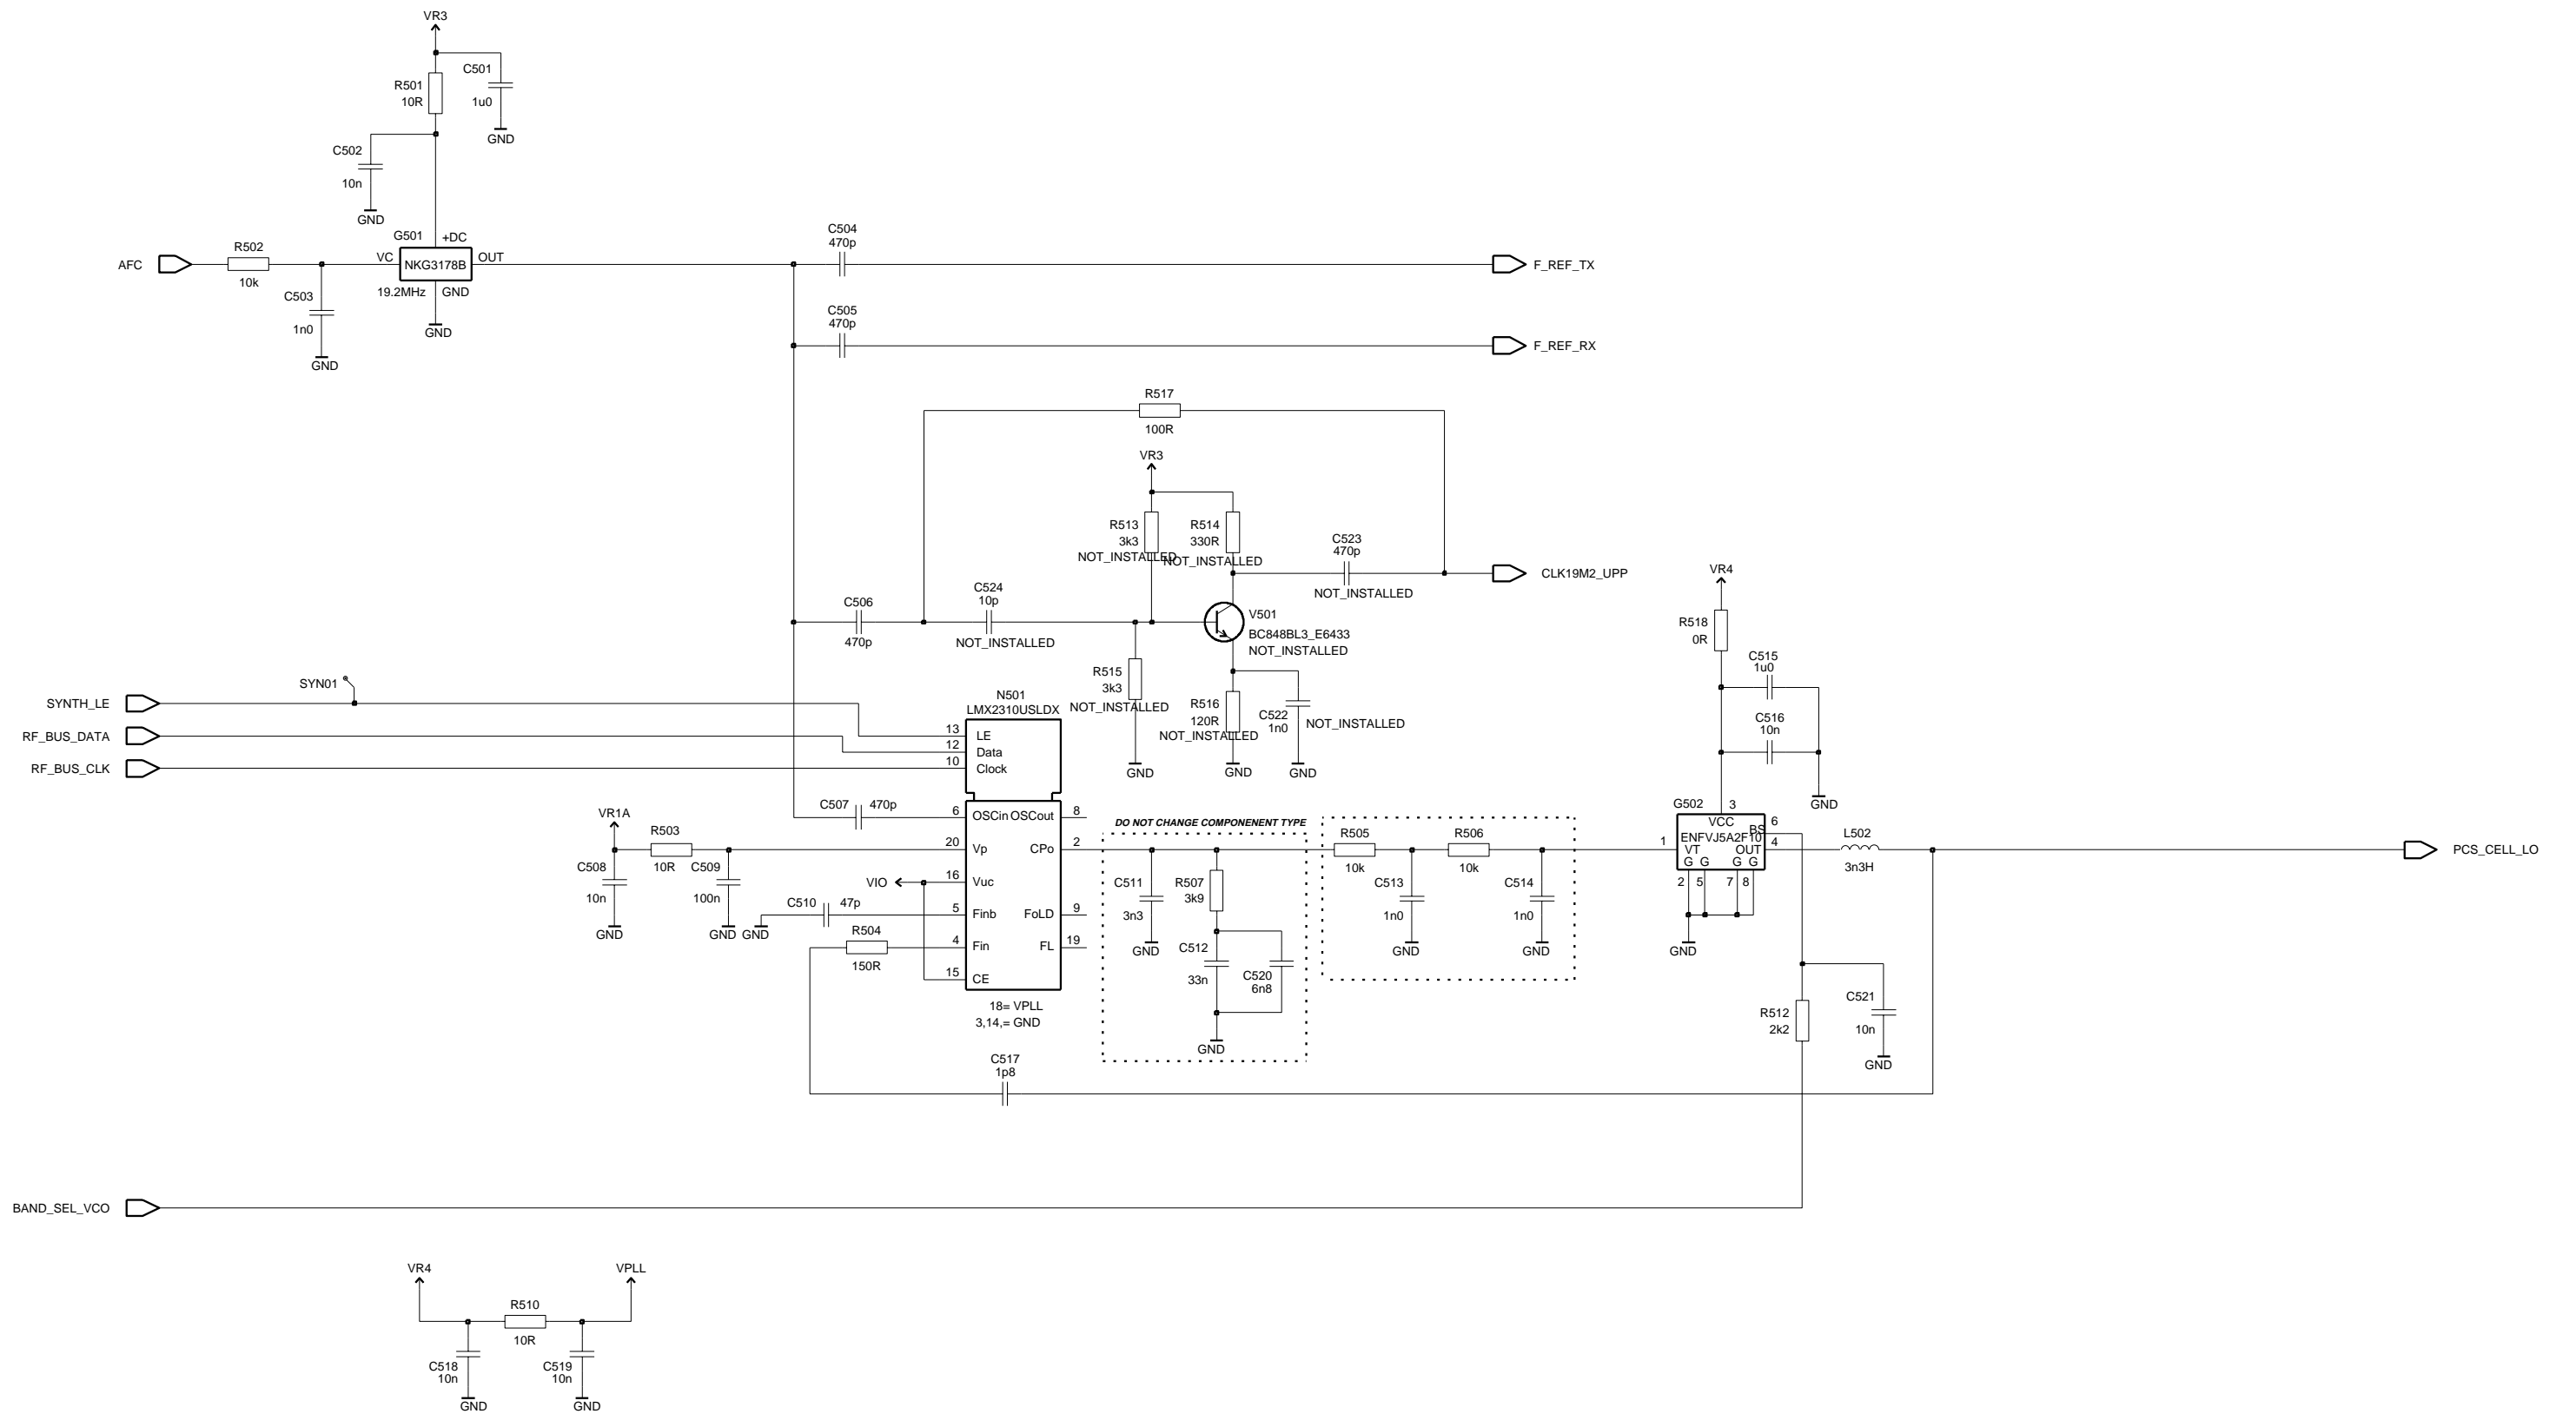 VR3
C501
1u0
R501
10R
GND
C502
10n
GND
G501
+DC
AFC
R502
10k
VC
NKG3178B
OUT
19.2MHz
GND
GND
C503
1n0
GND
C504
470p
F_REF_TX
C505
470p
F_REF_RX
R517
100R
VR3
R513
3k3
NOT_INSTALLED
R514
330R
NOT_INSTALLED
C523
470p
NOT_INSTALLED
CLK19M2_UPP
C506
470p
C524
10p
NOT_INSTALLED
V501
BC848BL3_E6433
NOT_INSTALLED
R515
3k3
NOT_INSTALLED
GND
R516
120R
NOT_INSTALLED
GND
C522
1n0
NOT_INSTALLED
GND
VR4
R518
0R
C515
1u0
C516
10n
GND
SYN01
SYNTH_LE
RF_BUS_DATA
RF_BUS_CLK
N501
LMX2310USLDX
13
LE
12
Data
10
Clock
C507
470p
6
OSCin
OSCout
8
VR1A
R503
10R
C508
10n
GND
C509
100n
GND
20
Vp
CPo
2
VIO
16
Vuc
C510
47p
GND
5
Finb
FoLD
9
R504
150R
4
Fin
FL
19
15
CE
18= VPLL
3,14,= GND
DO NOT CHANGE COMPONENENT TYPE
C511
3n3
GND
R507
3k9
C512
33n
C520
6n8
GND
R505
10k
R506
10k
C513
1n0
GND
C514
1n0
GND
G502
3
VCC
BS
6
ENFVJ5A2F10
1
VT
OUT
4
G G G G
2
5
7
8
GND
L502
3n3H
PCS_CELL_LO
R512
2k2
C521
10n
GND
C517
1p8
BAND_SEL_VCO
VR4
VPLL
R510
10R
C518
10n
GND
C519
10n
GND